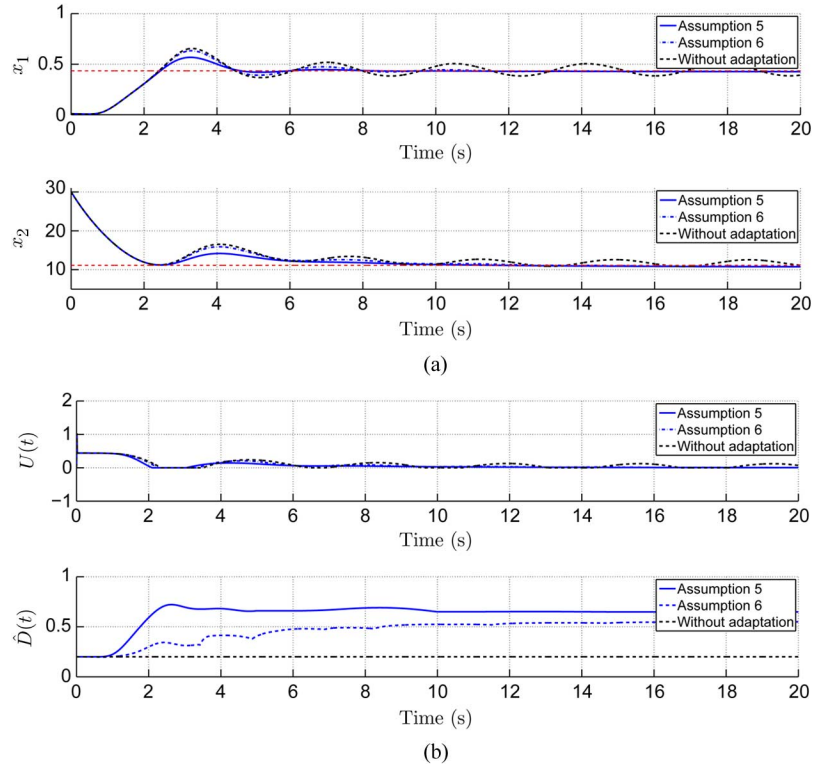 1
0.5
0
x₁
Assumption 5
Assumption 6
Without adaptation
0 2 4 6 8 10 12 14 16 18 20
Time (s)
30
20
10
x₂
Assumption 5
Assumption 6
Without adaptation
0 2 4 6 8 10 12 14 16 18 20
Time (s)
(a)
2
1
0
−1
U(t)
Assumption 5
Assumption 6
Without adaptation
0 2 4 6 8 10 12 14 16 18 20
Time (s)
1
0.5
0
D̂(t)
Assumption 5
Assumption 6
Without adaptation
0 2 4 6 8 10 12 14 16 18 20
Time (s)
(b)